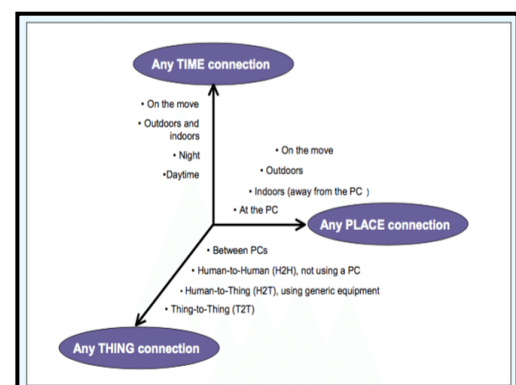 Any TIME connection
• On the move
• Outdoors and
indoors
• Night
•Daytime
• On the move
• Outdoors
• Indoors (away from the PC )
• At the PC
Any PLACE connection
• Between PCs
• Human-to-Human (H2H), not using a PC
• Human-to-Thing (H2T), using generic equipment
• Thing-to-Thing (T2T)
Any THING connection